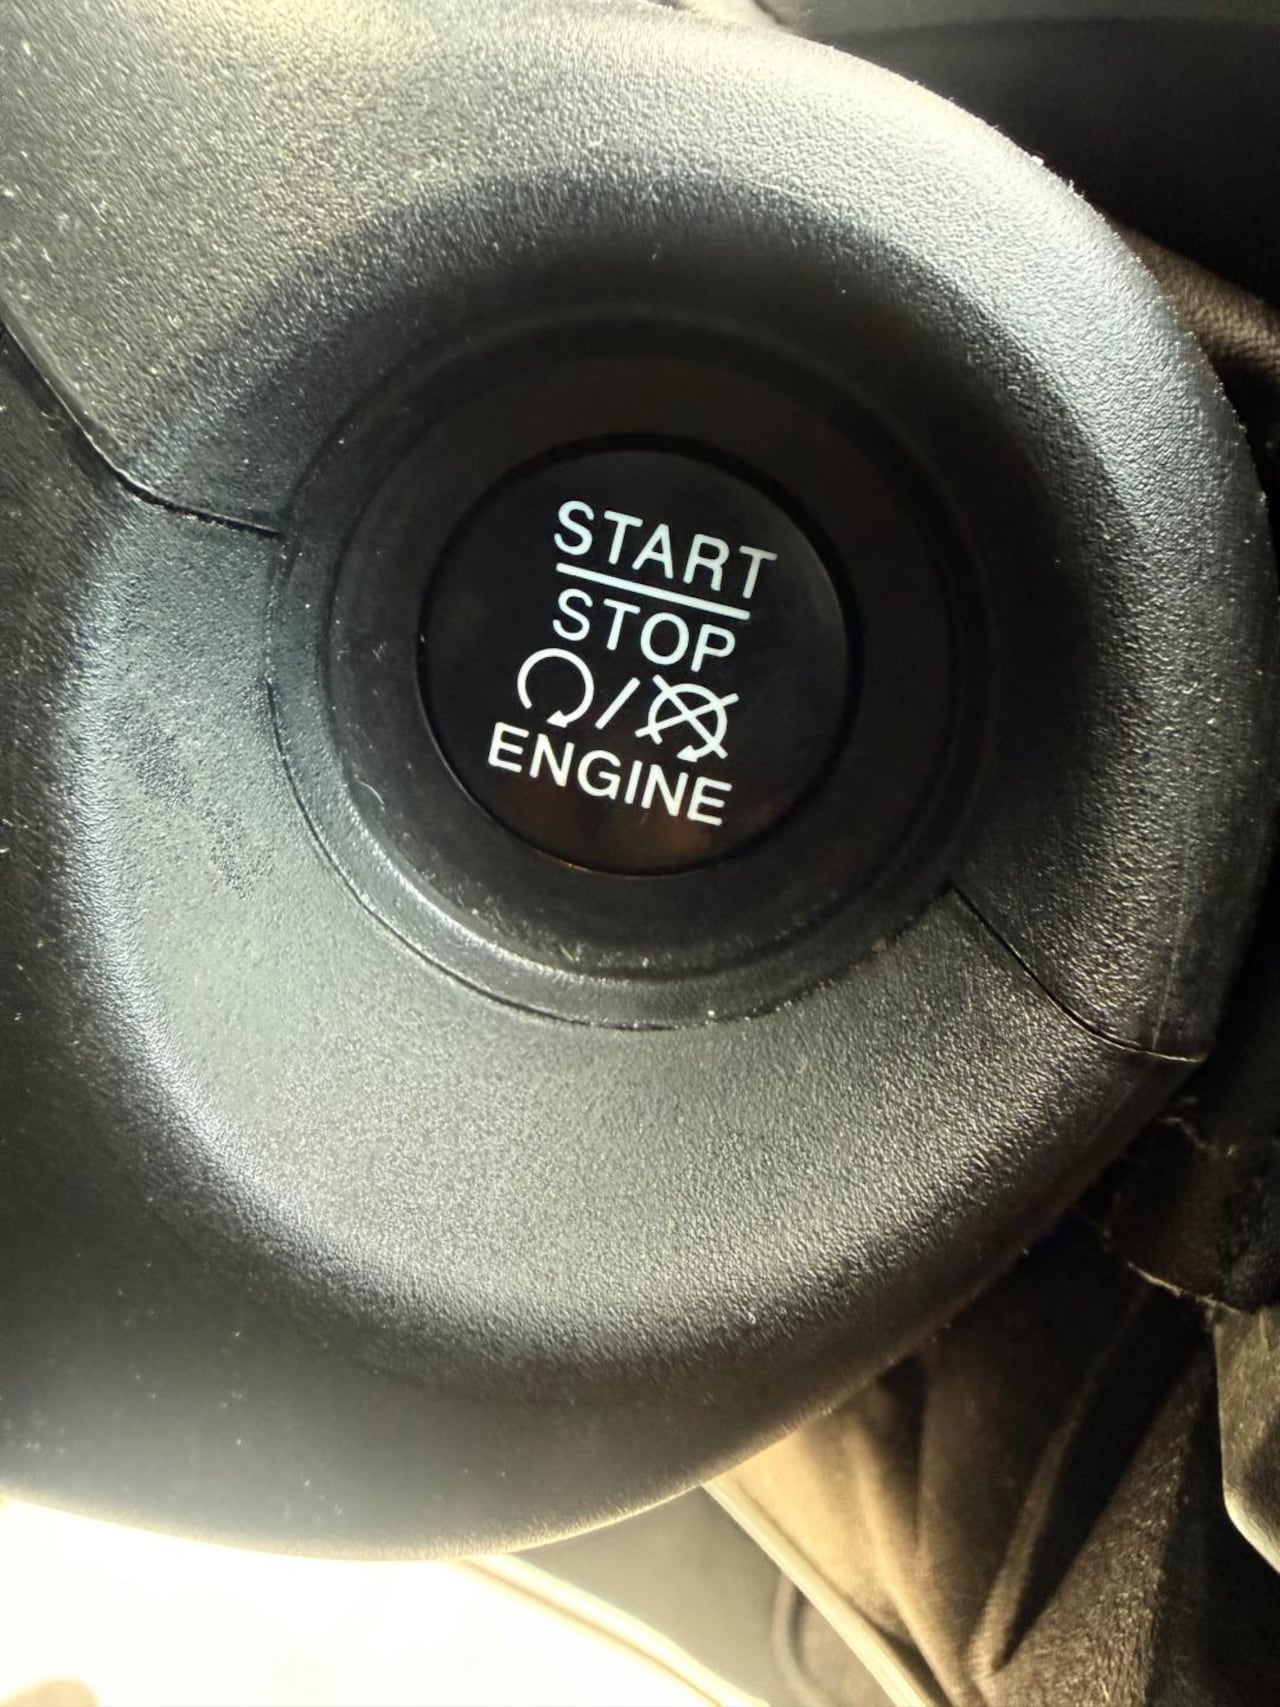 START
STOP
/
ENGINE